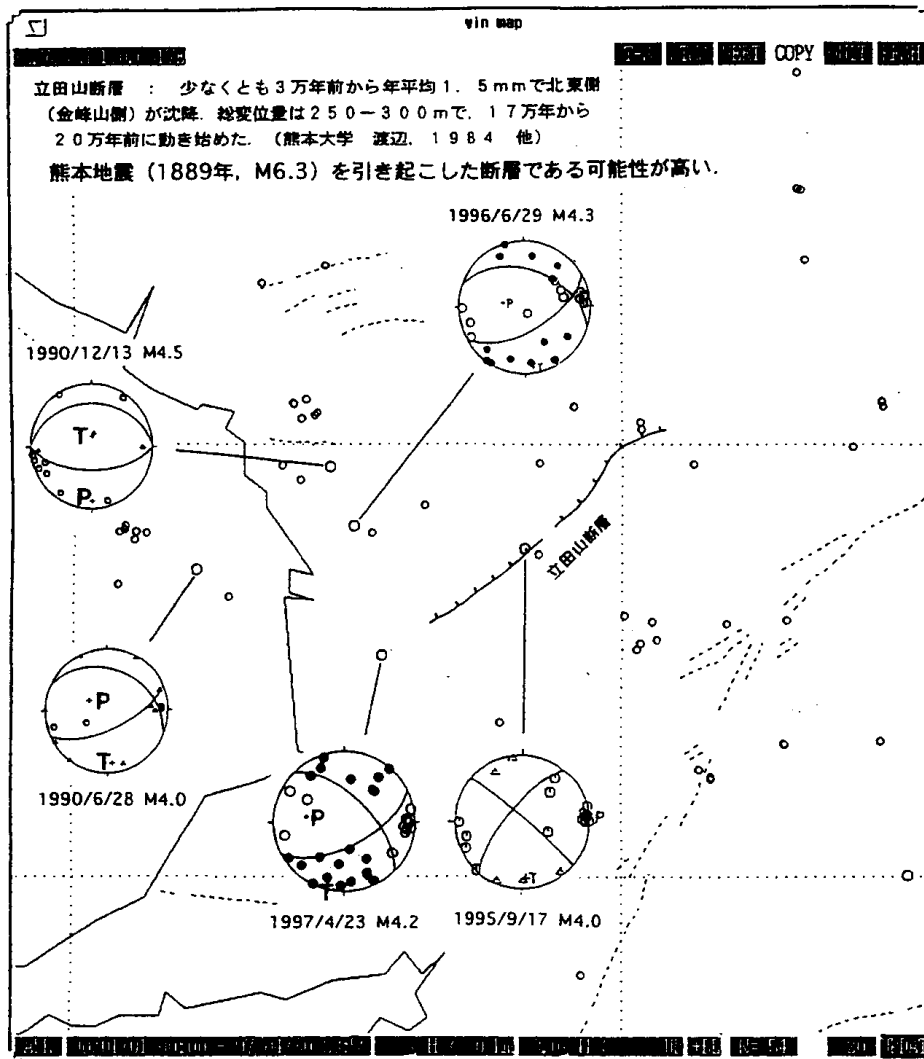 win map
COPY
立田山断層 : 少なくとも3万年前から年平均1.5mmで北東側
(金峰山側)が沈降.総変位量は250-300mで,17万年から
20万年前に動き始めた.(熊本大学 渡辺,1984 他)
熊本地震(1889年,M6.3)を引き起こした断層である可能性が高い.
1996/6/29 M4.3
P
T
1990/12/13 M4.5
T
P
立田山断層
P
T
1990/6/28 M4.0
P
T
1997/4/23 M4.2
P
T
1995/9/17 M4.0